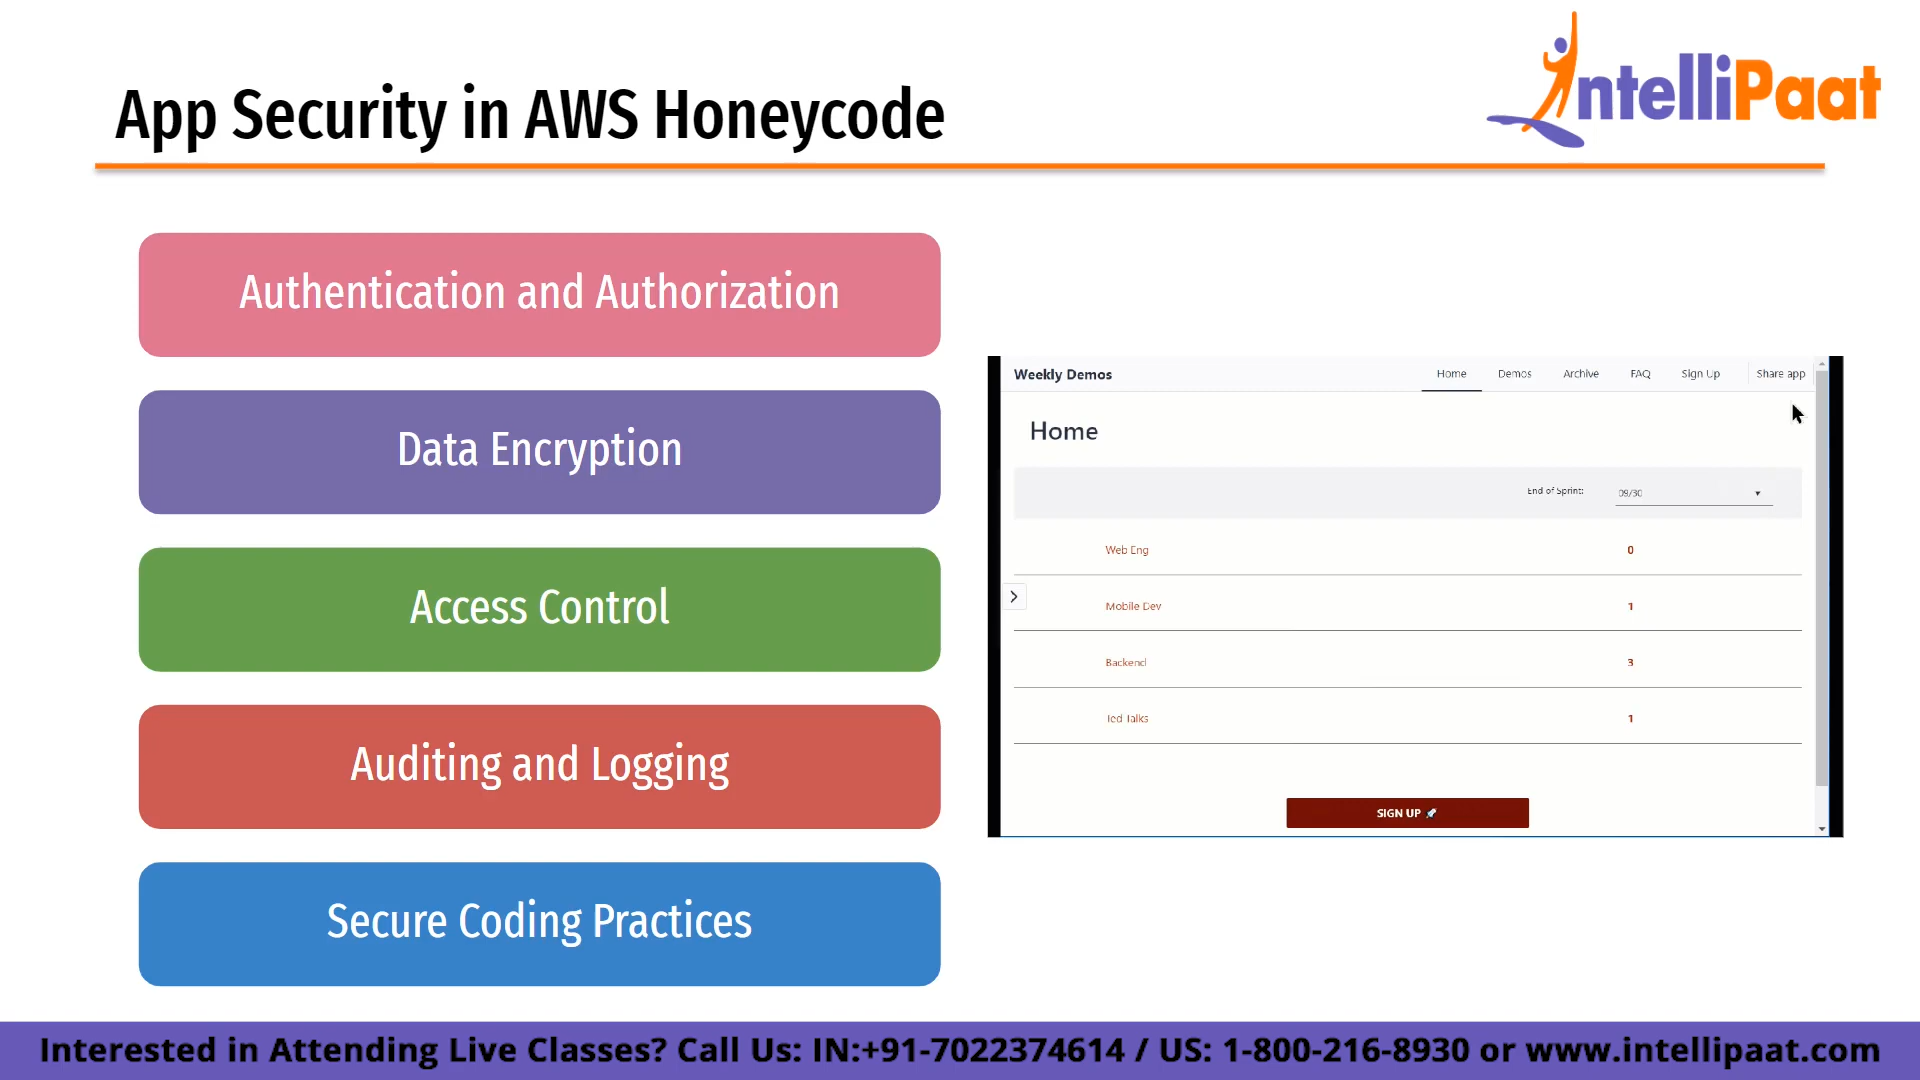 App Security in AWS Honeycode
IntelliPaat
Authentication and Authorization
Data Encryption
Access Control
Auditing and Logging
Secure Coding Practices
Weekly Demos
Home Demos Archive FAQ Sign Up Share app
Home
End of Sprint: 09/30
Web Eng 0
Mobile Dev 1
Backend 3
Ted Talks 1
SIGN UP
Interested in Attending Live Classes? Call Us: IN:+91-7022374614 / US: 1-800-216-8930 or www.intellipaat.com